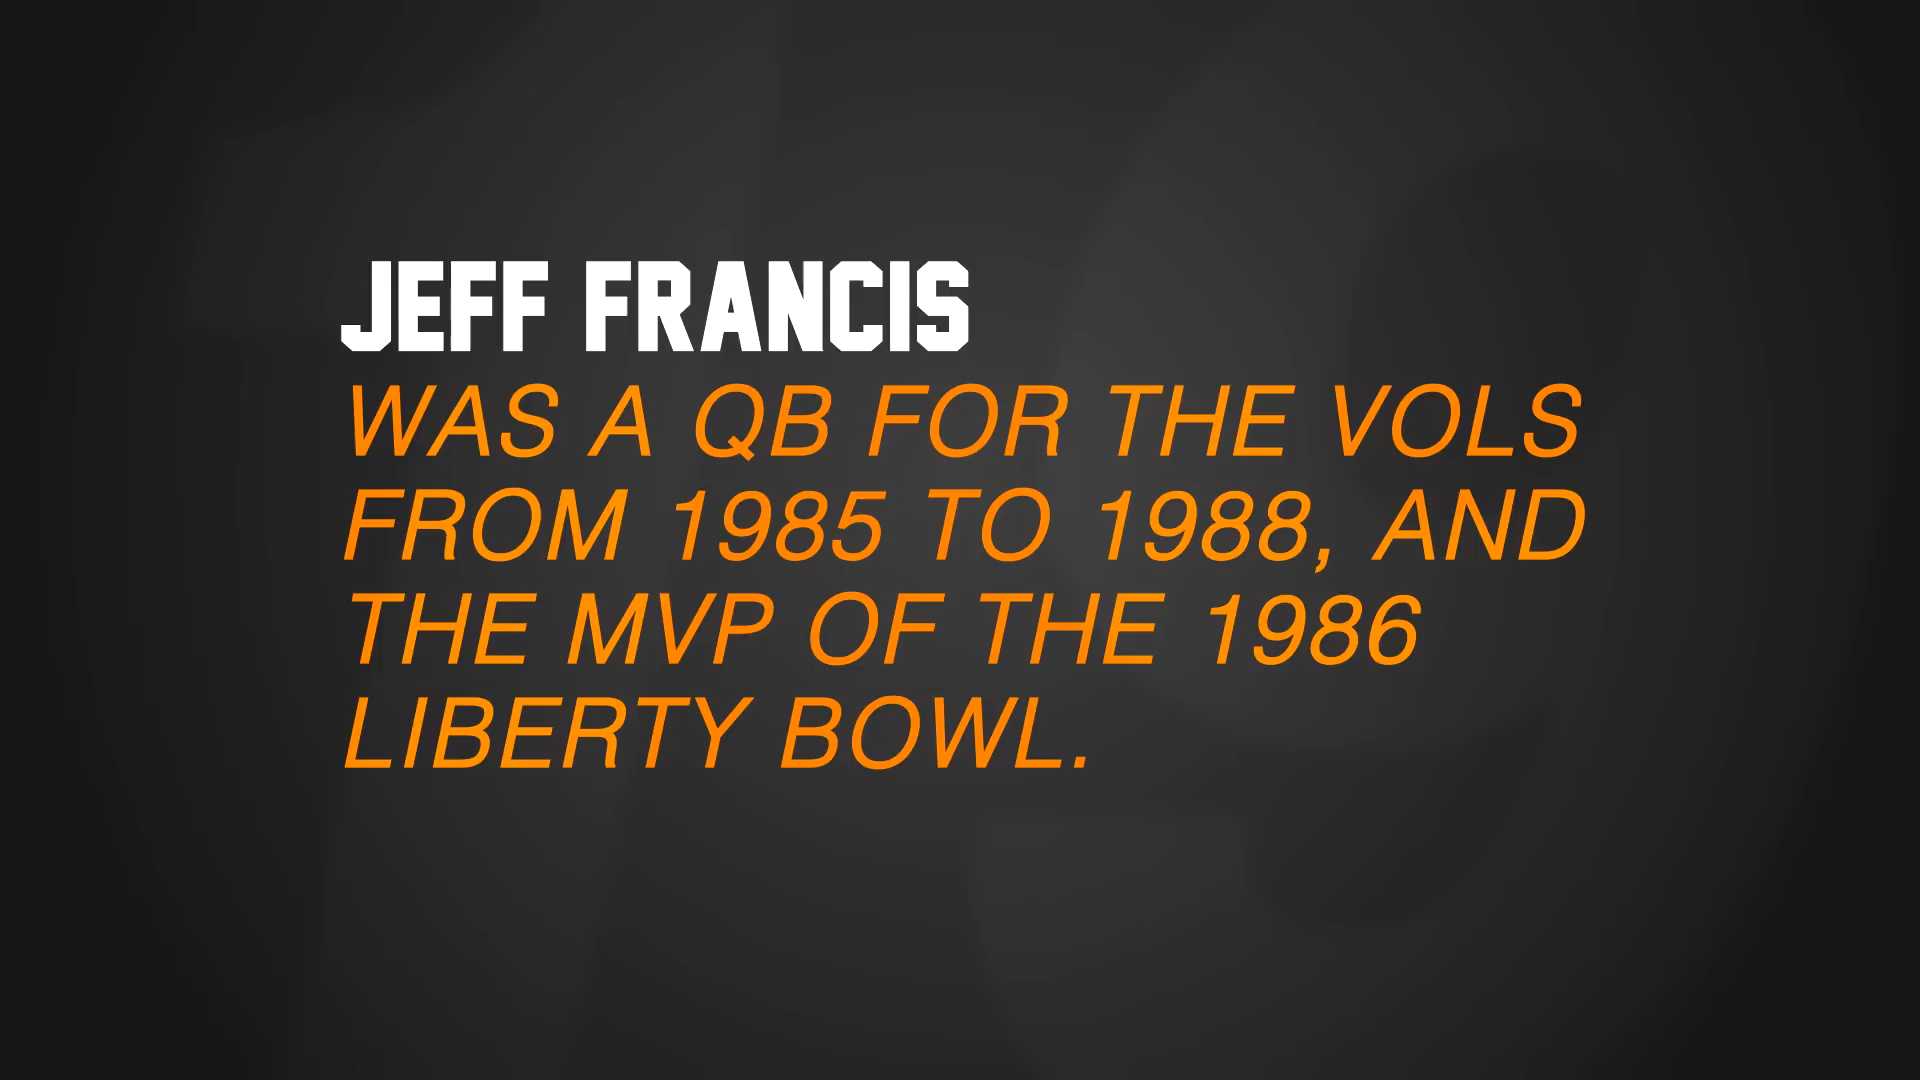 JEFF FRANCIS
WAS A QB FOR THE VOLS
FROM 1985 TO 1988, AND
THE MVP OF THE 1986
LIBERTY BOWL.